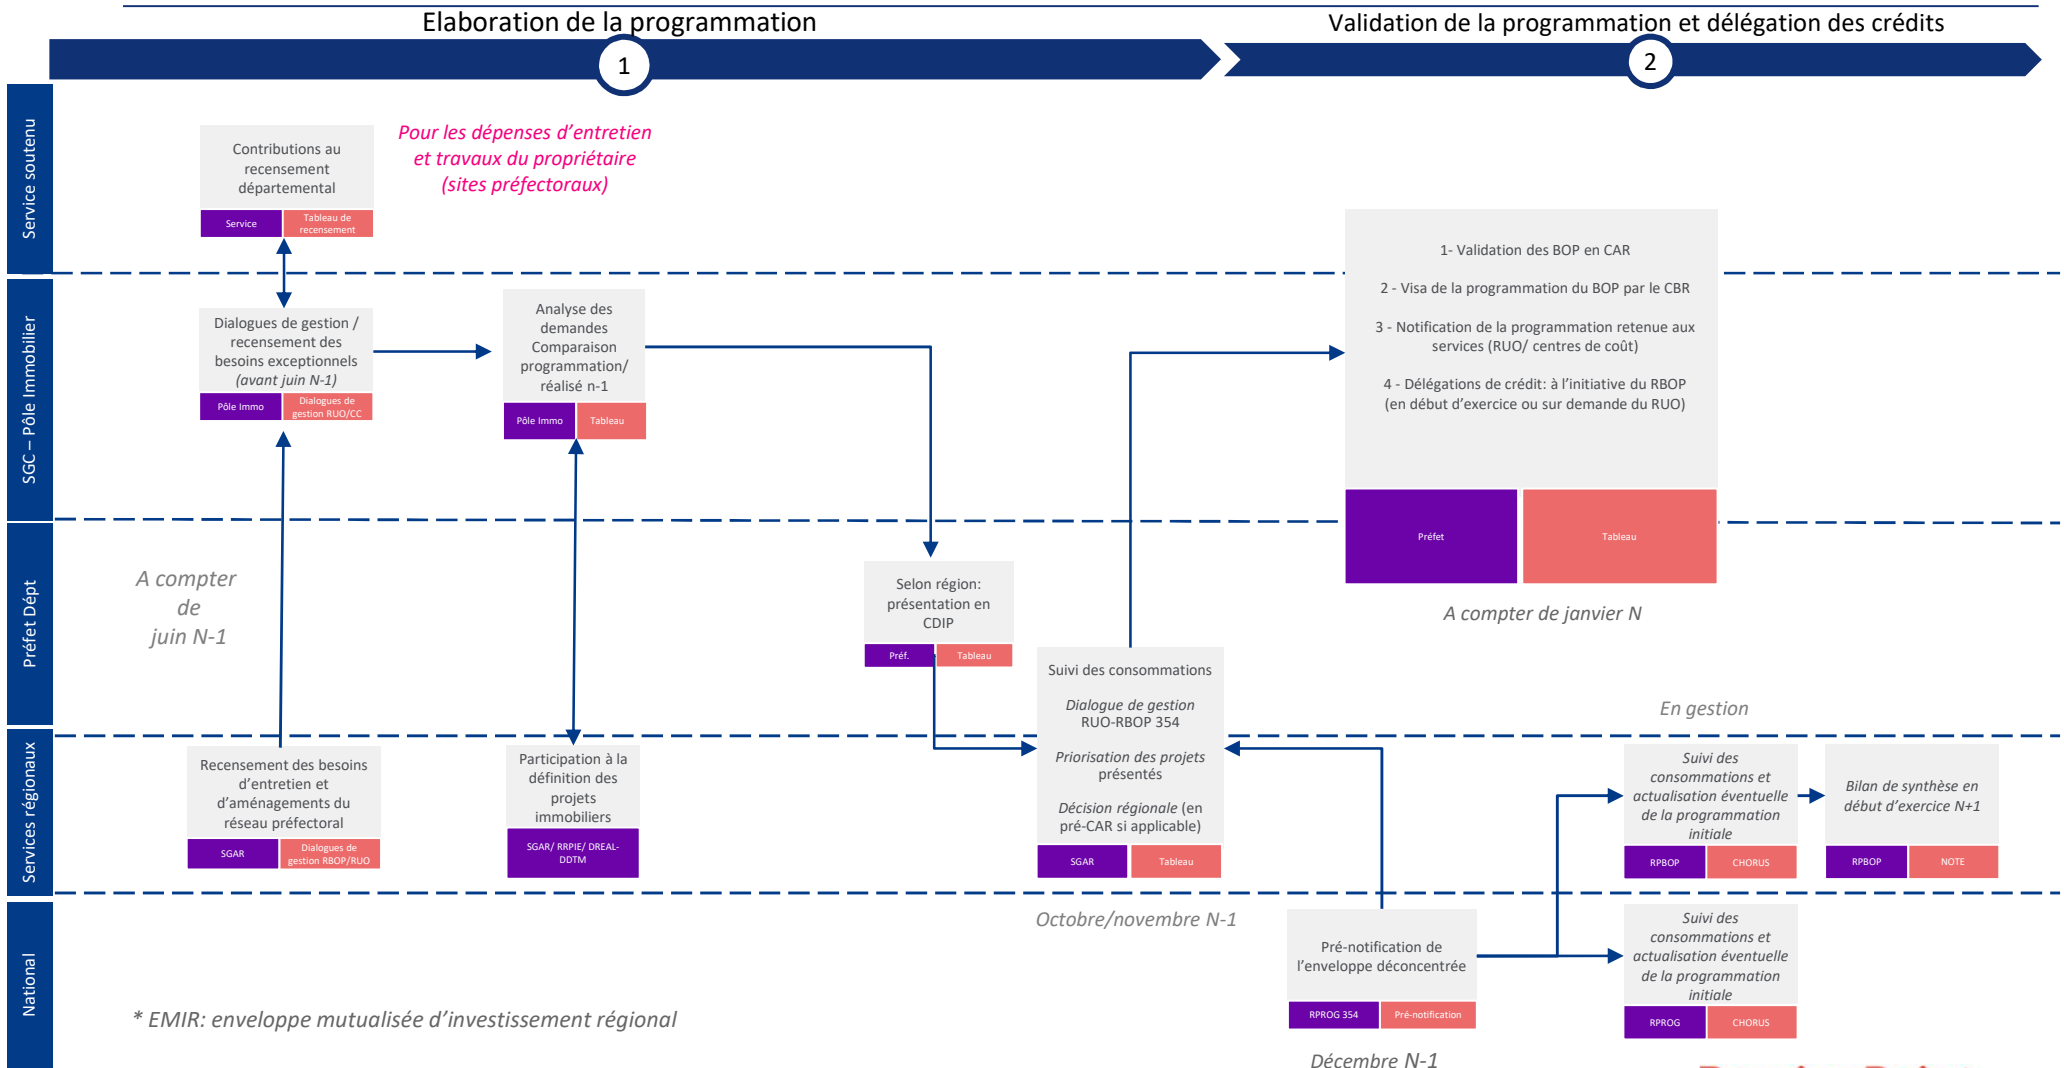 Elaboration de la programmation
Validation de la programmation et délégation des crédits
1
2
Service soutenu
Contributions au
recensement
départemental
Service
Tableau de
recensement
Pour les dépenses d'entretien
et travaux du propriétaire
(sites préfectoraux)
SGC – Pôle Immobilier
Dialogues de gestion /
recensement des
besoins exceptionnels
(avant juin N-1)
Pôle Immo
Dialogues de
gestion RUO/CC
Analyse des
demandes
Comparaison
programmation/
réalisé n-1
Pôle Immo
Tableau
1- Validation des BOP en CAR
2 - Visa de la programmation du BOP par le CBR
3 - Notification de la programmation retenue aux
services (RUO/ centres de coût)
4 - Délégations de crédit: à l'initiative du RBOP
(en début d'exercice ou sur demande du RUO)
Préfet
Tableau
A compter de janvier N
Préfet Dépt
A compter
de
juin N-1
Selon région:
présentation en
CDIP
Préf.
Tableau
Suivi des consommations
Dialogue de gestion
RUO-RBOP 354
Priorisation des projets
présentés
Décision régionale (en
pré-CAR si applicable)
SGAR
Tableau
Octobre/novembre N-1
En gestion
Services régionaux
Recensement des besoins
d'entretien et
d'aménagements du
réseau préfectoral
SGAR
Dialogues de
gestion RBOP/RUO
Participation à la
définition des
projets
immobiliers
SGAR/ RRPIE/ DREAL-
DDTM
Suivi des
consommations et
actualisation éventuelle
de la programmation
initiale
RPBOP
CHORUS
Bilan de synthèse en
début d'exercice N+1
RPBOP
NOTE
National
* EMIR: enveloppe mutualisée d'investissement régional
Pré-notification de
l'enveloppe déconcentrée
RPROG 354
Pré-notification
Décembre N-1
Suivi des
consommations et
actualisation éventuelle
de la programmation
initiale
RPROG
CHORUS